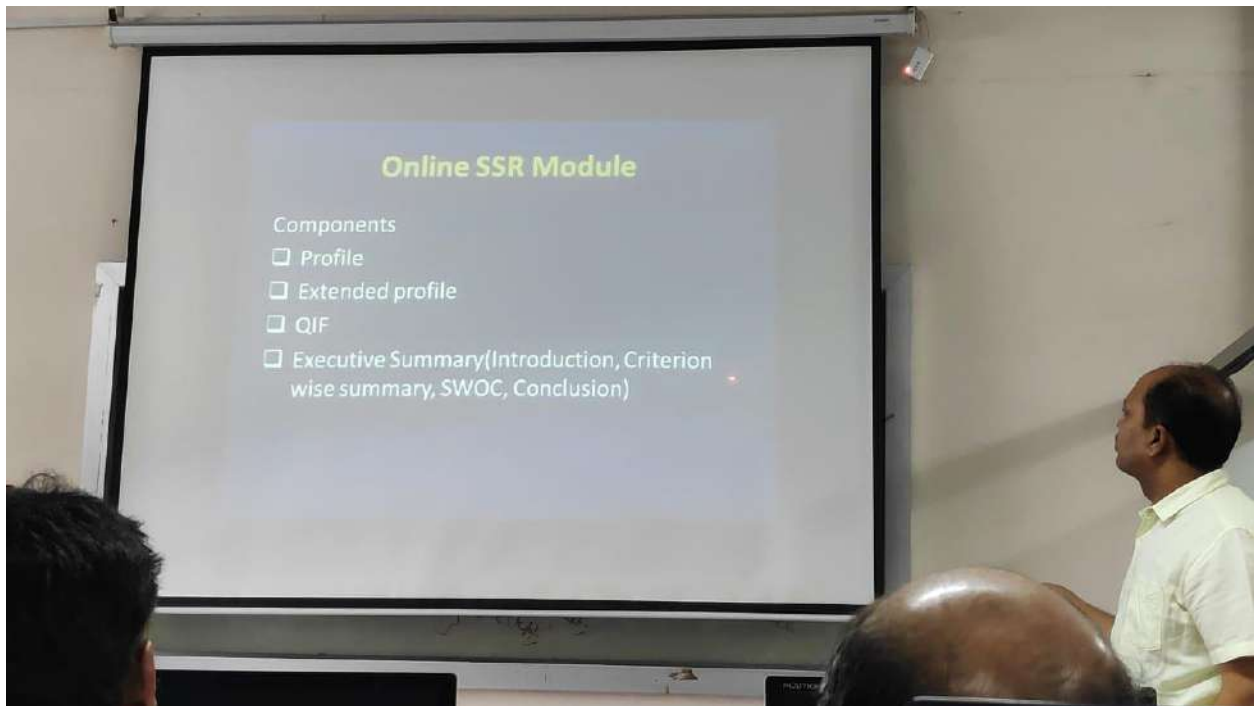 Online SSR Module
Components
❑ Profile
❑ Extended profile
❑ QIF
❑ Executive Summary(Introduction, Criterion
wise summary, SWOC, Conclusion)